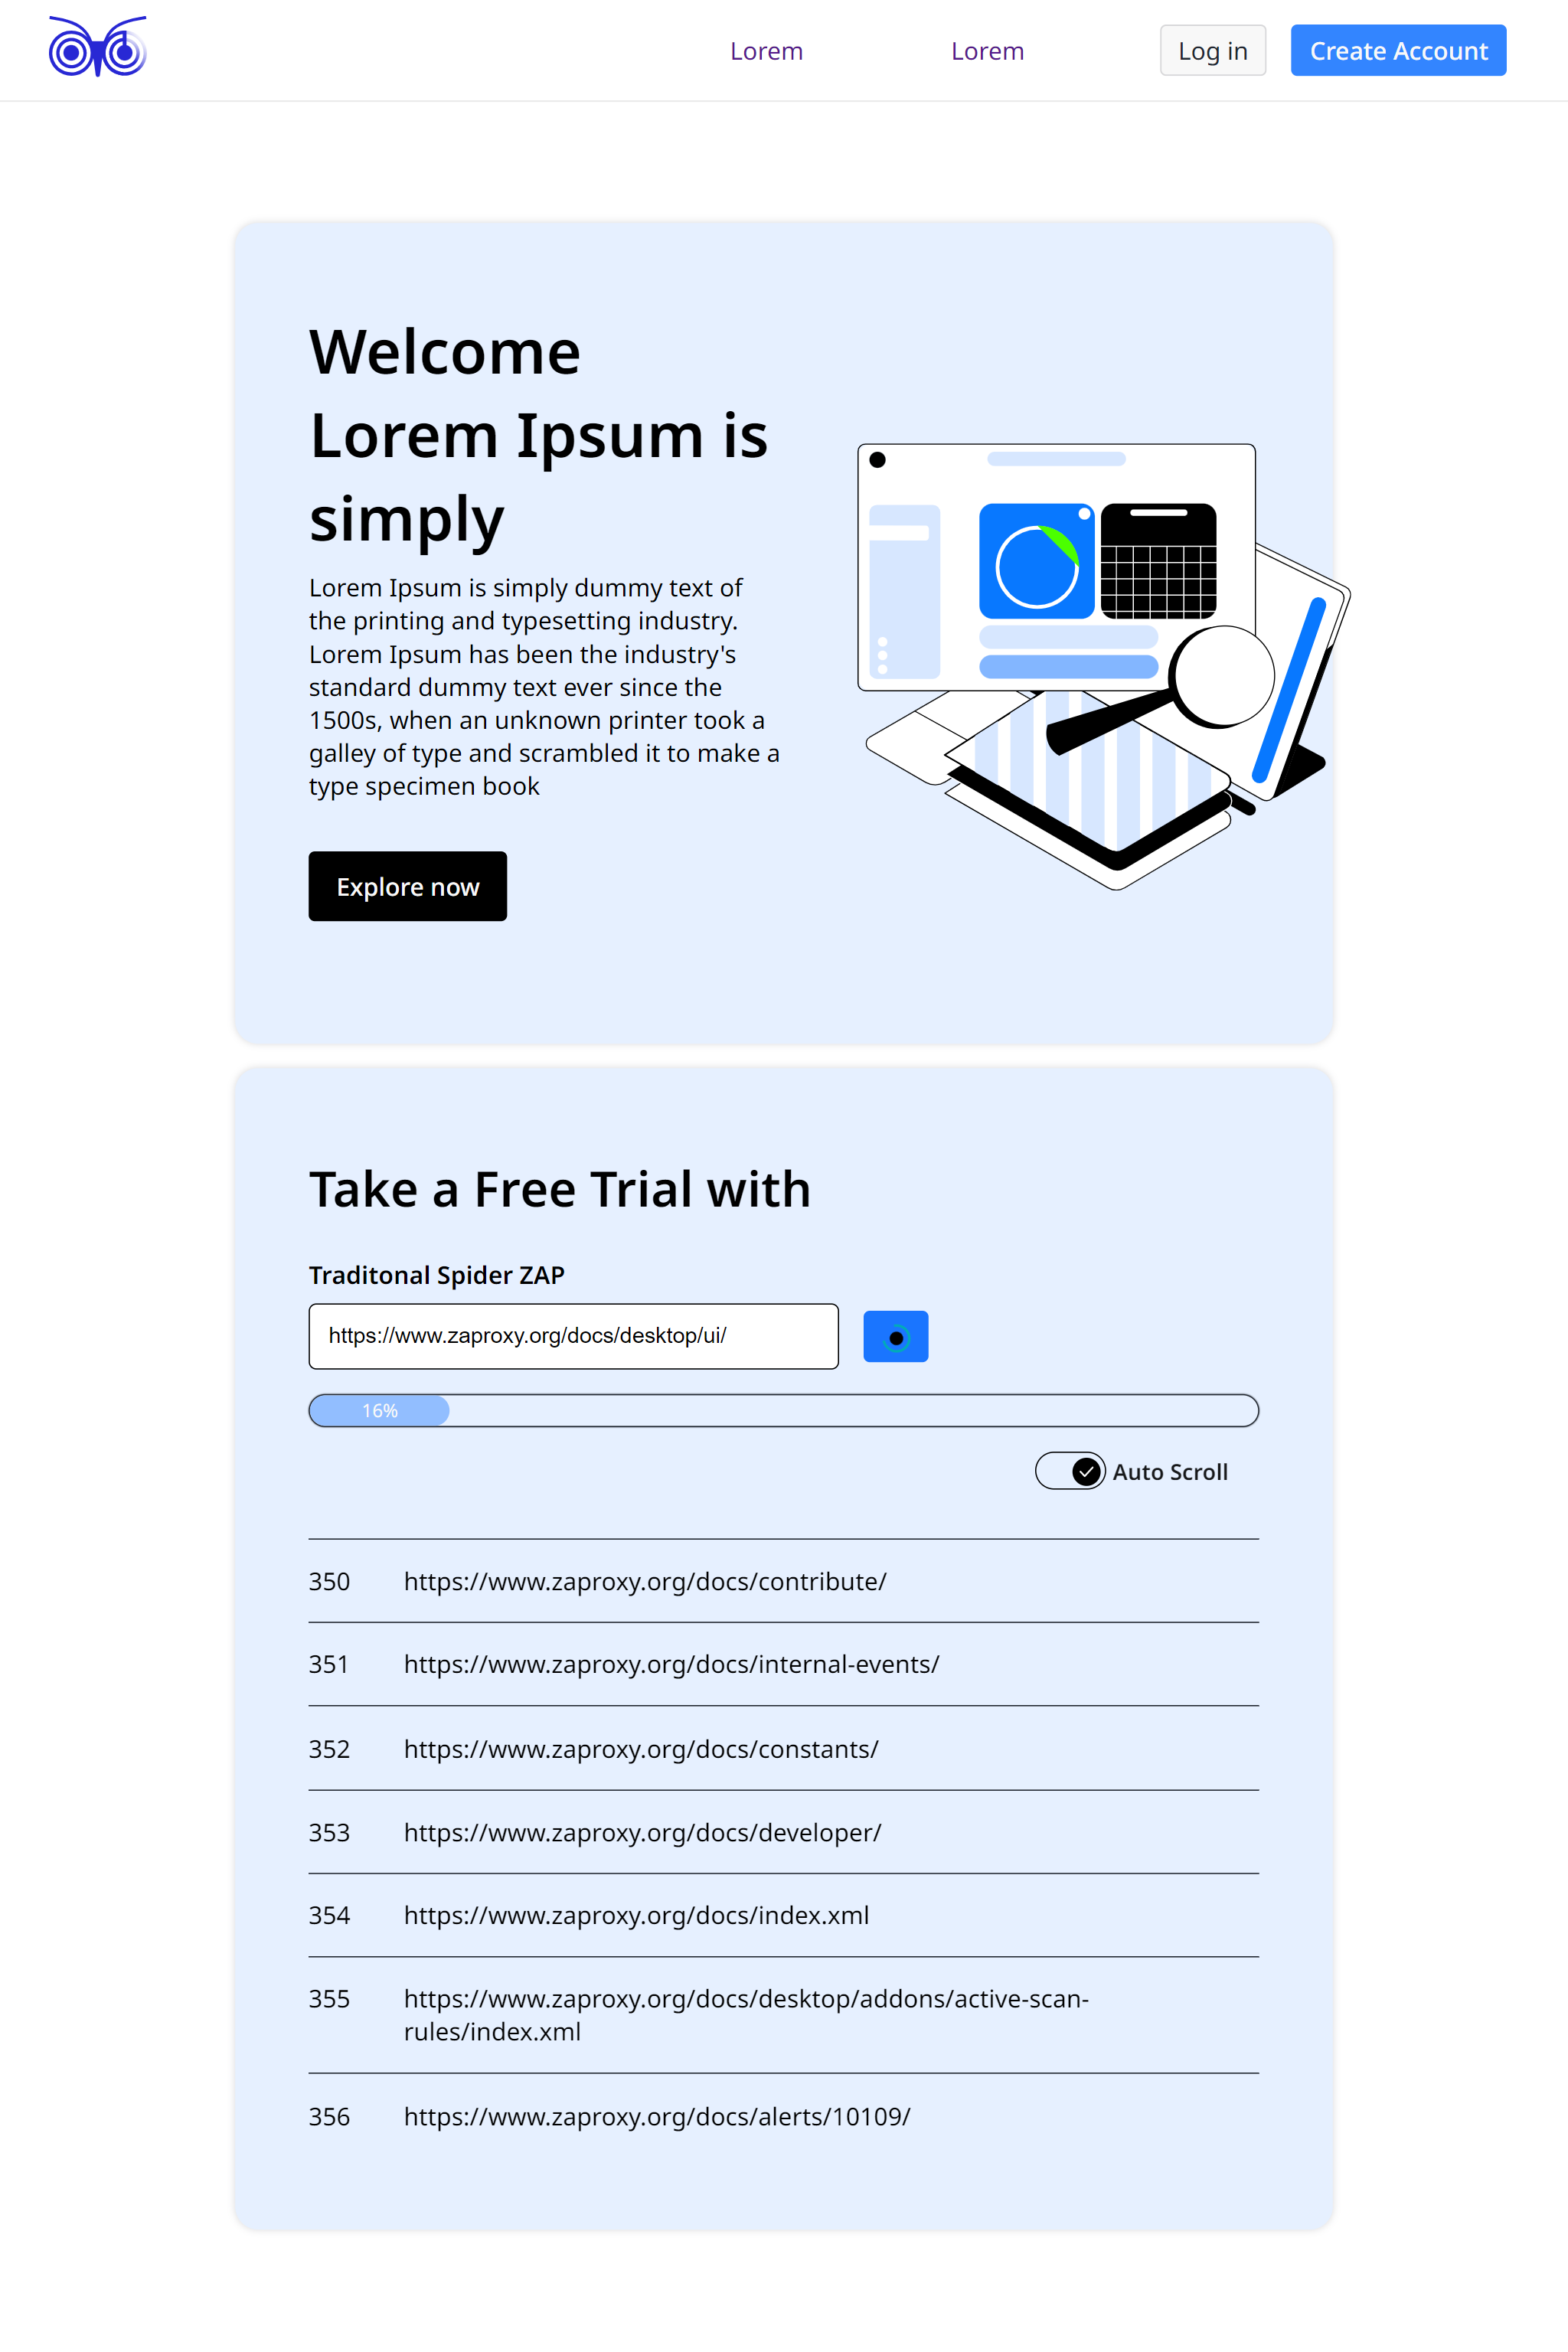 Lorem
Lorem
Log in
Create Account
Welcome
Lorem Ipsum is
simply
Lorem Ipsum is simply dummy text of
the printing and typesetting industry.
Lorem Ipsum has been the industry's
standard dummy text ever since the
1500s, when an unknown printer took a
galley of type and scrambled it to make a
type specimen book
Explore now
Take a Free Trial with
Traditonal Spider ZAP
https://www.zaproxy.org/docs/desktop/ui/
16%
Auto Scroll
350 https://www.zaproxy.org/docs/contribute/
351 https://www.zaproxy.org/docs/internal-events/
352 https://www.zaproxy.org/docs/constants/
353 https://www.zaproxy.org/docs/developer/
354 https://www.zaproxy.org/docs/index.xml
355 https://www.zaproxy.org/docs/desktop/addons/active-scan-
rules/index.xml
356 https://www.zaproxy.org/docs/alerts/10109/